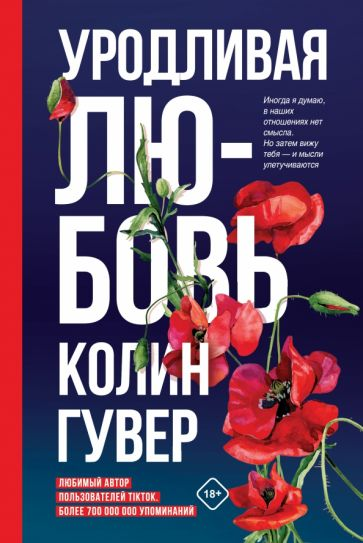 УРОДЛИВАЯ
ЛЮ-
БОВЬ
Иногда я думаю,
в наших
отношениях нет
смысла.
Но затем вижу
тебя — и мысли
улетучиваются
КОЛИН
ГУВЕР
ЛЮБИМЫЙ АВТОР
ПОЛЬЗОВАТЕЛЕЙ TIKTOK.
БОЛЕЕ 700 000 000 УПОМИНАНИЙ
18+